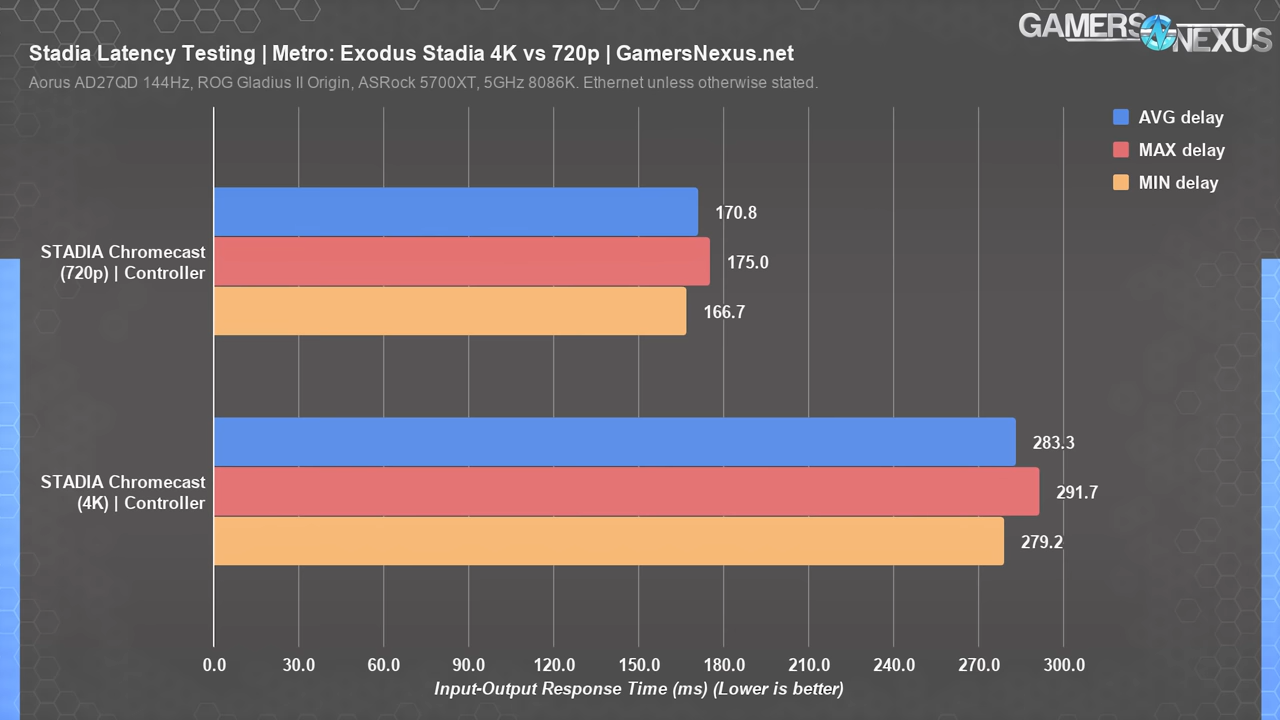 GAMERS NEXUS
Stadia Latency Testing | Metro: Exodus Stadia 4K vs 720p | GamersNexus.net
Aorus AD27QD 144Hz, ROG Gladius II Origin, ASRock 5700XT, 5GHz 8086K. Ethernet unless otherwise stated.
AVG delay
MAX delay
MIN delay
STADIA Chromecast
(720p) | Controller
170.8
175.0
166.7
STADIA Chromecast
(4K) | Controller
283.3
291.7
279.2
0.0 30.0 60.0 90.0 120.0 150.0 180.0 210.0 240.0 270.0 300.0
Input-Output Response Time (ms) (Lower is better)